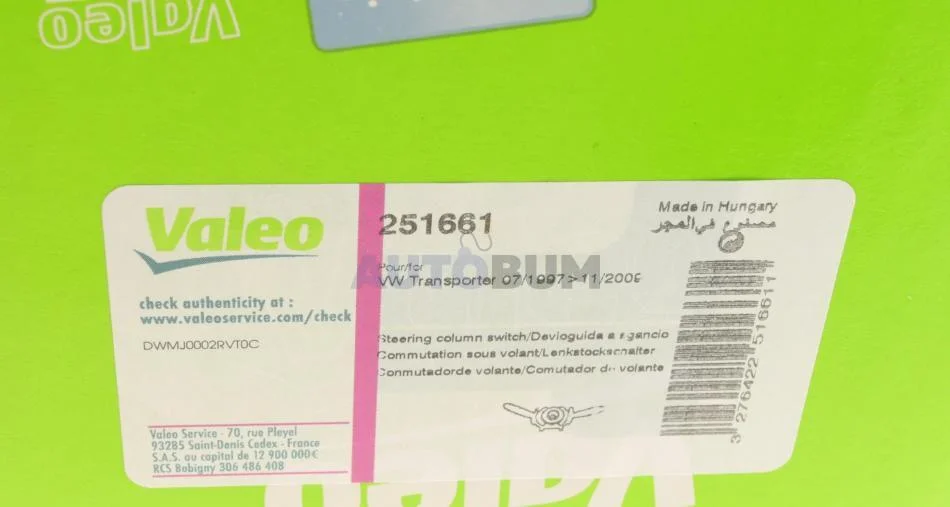 Valeo
Valeo
check authenticity at :
www.valeoservice.com/check
DWMJ0002RVT0C
Valeo Service - 70, rue Pleyel
93285 Saint-Denis Cedex - France
S.A.S. au capital de 12 900 000€
RCS Bobigny 306 486 408
251661
AUTOBUM
Pour/for
VW Transporter 07/1997>11/2009
Steering column switch/Devioguida a sgancio
Commutation sous volant/Lenkstockschalter
Conmutadorde volante/Comutador de volante
Made in Hungary
مصنوع في المجر
3 276422 516611
Valeo